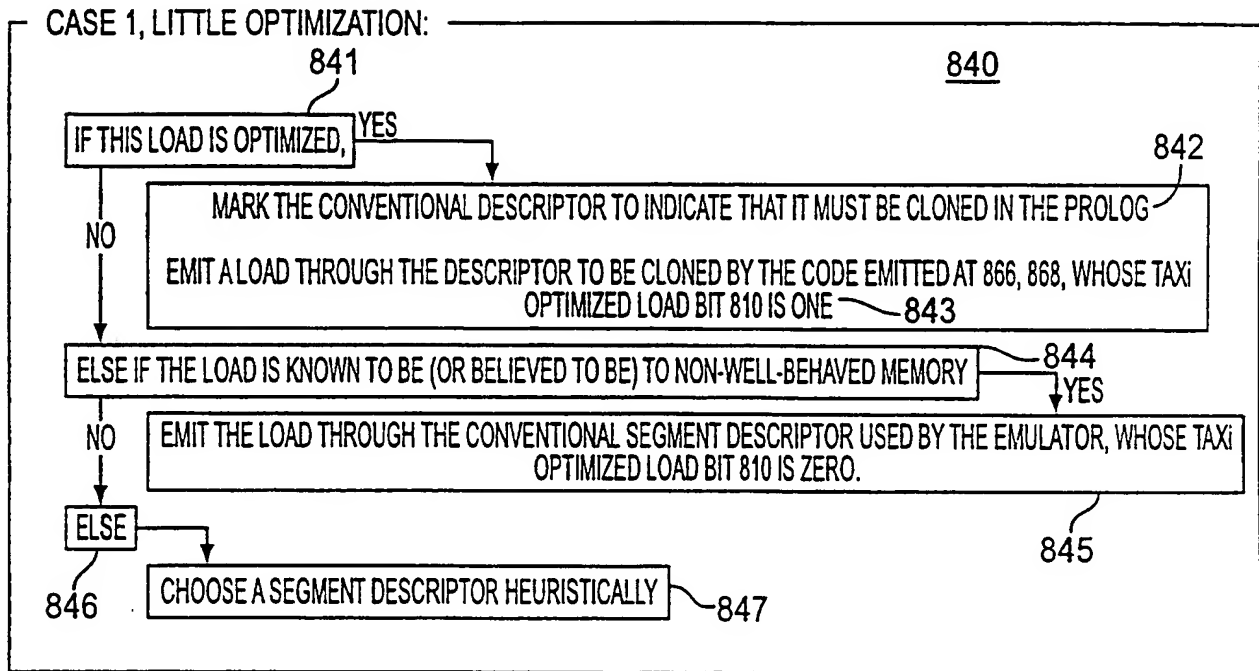 CASE 1, LITTLE OPTIMIZATION:
840
841
IF THIS LOAD IS OPTIMIZED,
YES
842
MARK THE CONVENTIONAL DESCRIPTOR TO INDICATE THAT IT MUST BE CLONED IN THE PROLOG
NO
EMIT A LOAD THROUGH THE DESCRIPTOR TO BE CLONED BY THE CODE EMITTED AT 866, 868, WHOSE TAXi
OPTIMIZED LOAD BIT 810 IS ONE
843
844
ELSE IF THE LOAD IS KNOWN TO BE (OR BELIEVED TO BE) TO NON-WELL-BEHAVED MEMORY
YES
NO
EMIT THE LOAD THROUGH THE CONVENTIONAL SEGMENT DESCRIPTOR USED BY THE EMULATOR, WHOSE TAXi
OPTIMIZED LOAD BIT 810 IS ZERO.
845
ELSE
846
CHOOSE A SEGMENT DESCRIPTOR HEURISTICALLY
847